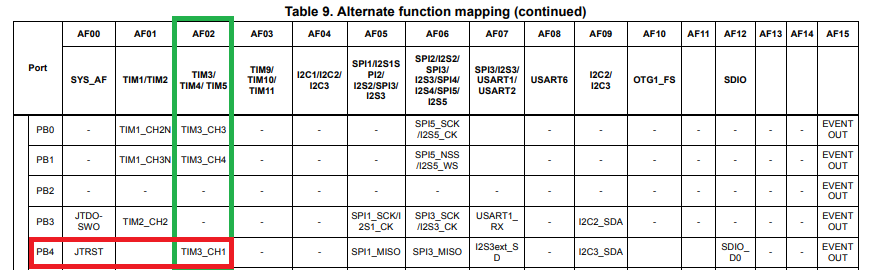 Table 9. Alternate function mapping (continued)
Port AF00 AF01 AF02 AF03 AF04 AF05 AF06 AF07 AF08 AF09 AF10 AF11 AF12 AF13 AF14 AF15
SYS_AF TIM1/TIM2 TIM3/ TIM4/ TIM5 TIM9/ TIM10/ TIM11 I2C1/I2C2/ I2C3 SPI1/I2S1S PI2/ I2S2/SPI3/ I2S3 SPI2/I2S2/ SPI3/ I2S3/SPI4/ I2S4/SPI5/ I2S5 SPI3/I2S3/ USART1/ USART2 USART6 I2C2/ I2C3 OTG1_FS SDIO
PB0 - TIM1_CH2N TIM3_CH3 - - - SPI5_SCK /I2S5_CK - - - - - - - EVENT OUT
PB1 - TIM1_CH3N TIM3_CH4 - - - SPI5_NSS /I2S5_WS - - - - - - - EVENT OUT
PB2 - - - - - - - - - - - - - - - EVENT OUT
PB3 JTDO- SWO TIM2_CH2 - - - SPI1_SCK/I 2S1_CK SPI3_SCK /I2S3_CK USART1_ RX - I2C2_SDA - - - - - EVENT OUT
PB4 JTRST TIM3_CH1 - - SPI1_MISO SPI3_MISO I2S3ext_S D - I2C3_SDA - - SDIO_ D0 - - EVENT OUT